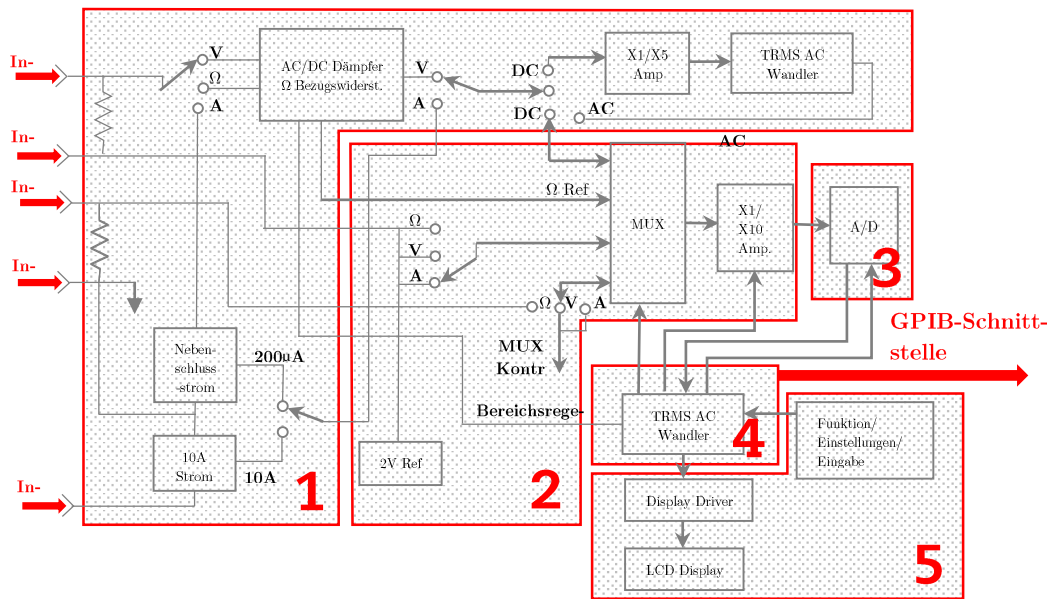 In-
V
Ω
A
AC/DC Dämpfer
Ω Bezugswiderst.
V
A
DC
DC
AC
X1/X5
Amp
TRMS AC
Wandler
AC
In-
In-
In-
Ω Ref
MUX
X1/
X10
Amp.
A/D
3
Ω
V
A
Ω
V
A
MUX
Kontr
GPIB-Schnitt-
stelle
Neben-
schluss
-strom
200µA
10A
Strom
10A
In-
1
2V Ref
2
Bereichsrege-
TRMS AC
Wandler
4
Funktion/
Einstellungen/
Eingabe
Display Driver
LCD Display
5